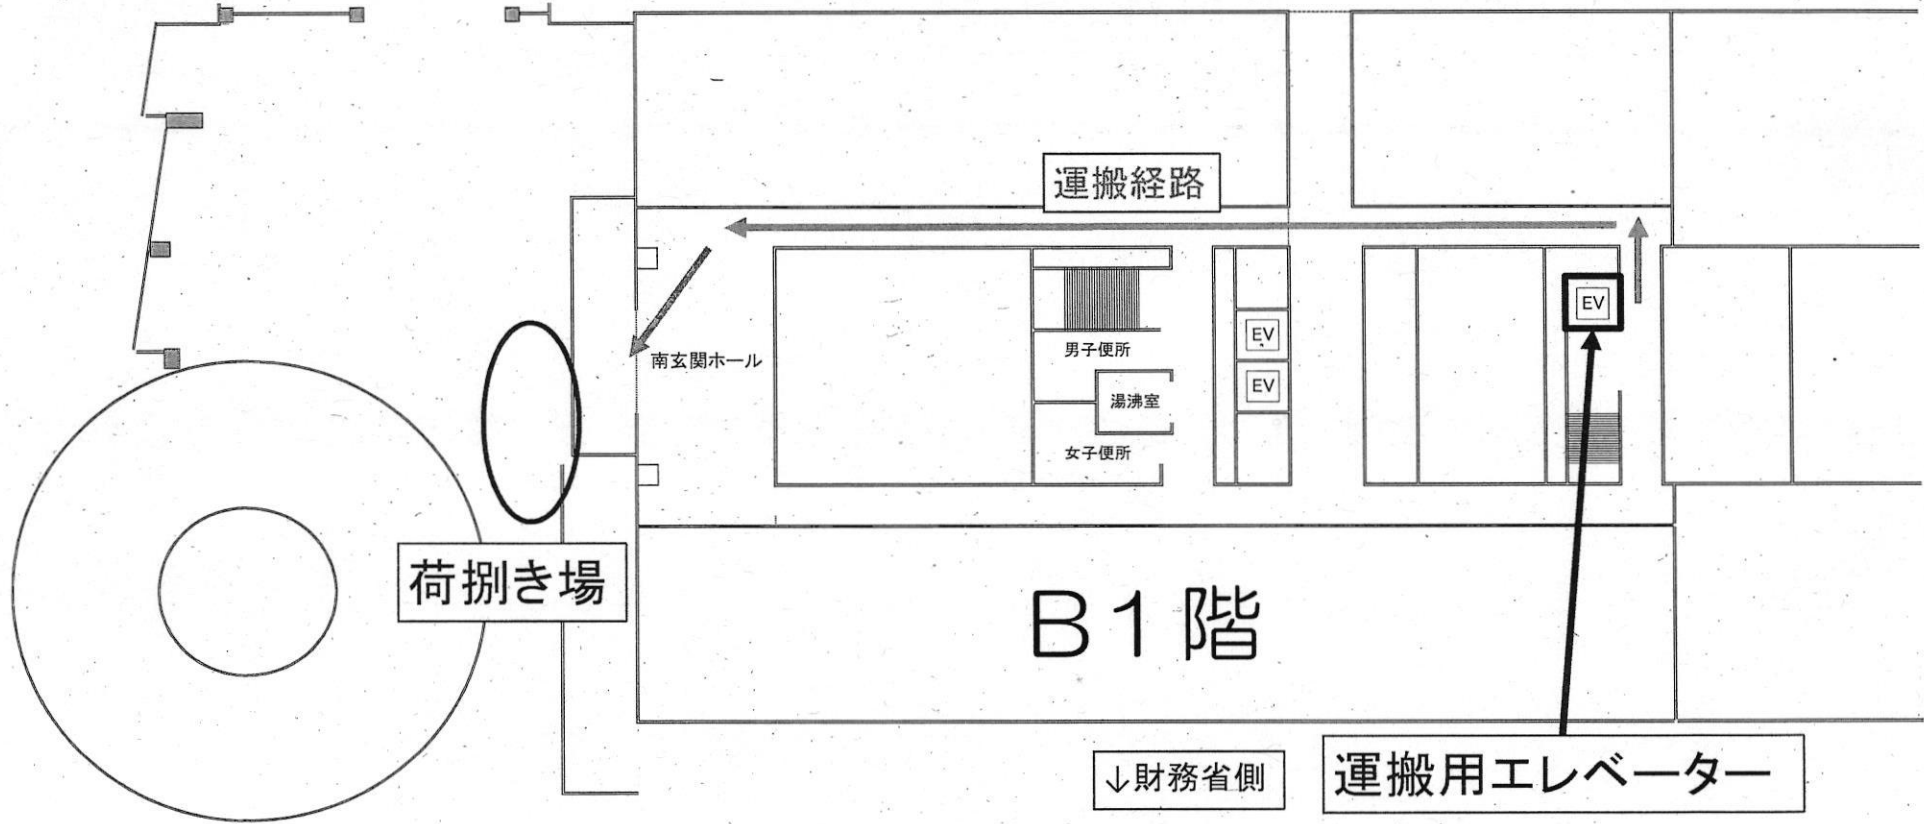 運搬経路
EV
南玄関ホール
男子便所
EV
湯沸室
EV
女子便所
荷捌き場
B1階
↓財務省側
運搬用エレベーター